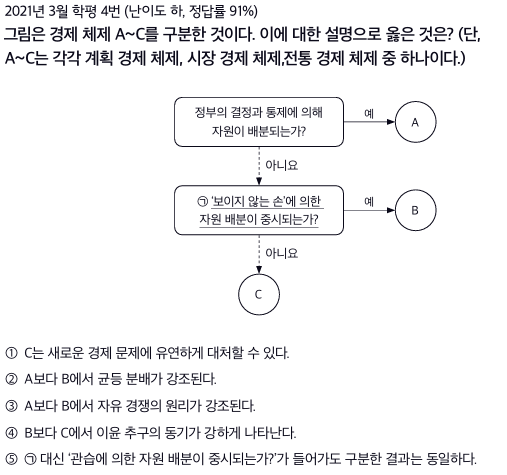 2021년 3월 학평 4번 (난이도 하, 정답률 91%)
그림은 경제 체제 A~C를 구분한 것이다. 이에 대한 설명으로 옳은 것은? (단,
A~C는 각각 계획 경제 체제, 시장 경제 체제,전통 경제 체제 중 하나이다.)
정부의 결정과 통제에 의해
자원이 배분되는가?
예
A
아니요
㉠ ‘보이지 않는 손’에 의한
자원 배분이 중시되는가?
예
B
아니요
C
① C는 새로운 경제 문제에 유연하게 대처할 수 있다.
② A보다 B에서 균등 분배가 강조된다.
③ A보다 B에서 자유 경쟁의 원리가 강조된다.
④ B보다 C에서 이윤 추구의 동기가 강하게 나타난다.
⑤ ㉠ 대신 ‘관습에 의한 자원 배분이 중시되는가?’가 들어가도 구분한 결과는 동일하다.